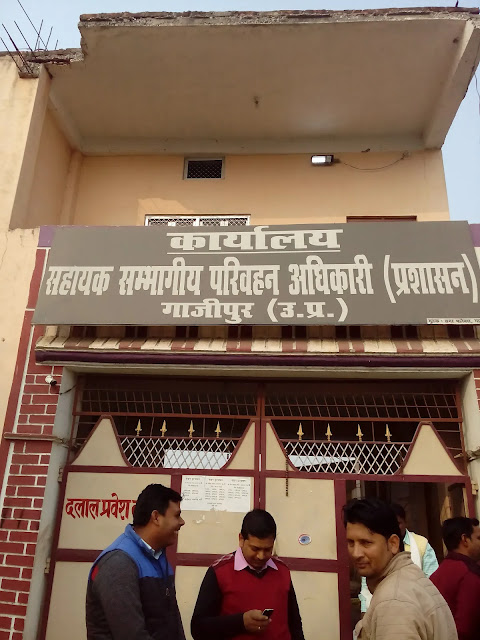 कार्यालय
सहायक सम्भागीय परिवहन अधिकारी (प्रशासन)
गाजीपुर (उ.प्र.)
दलाल प्रवेश